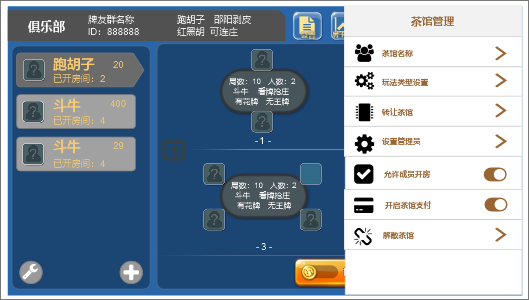 俱乐部
牌友群名称
ID：888888
跑胡子 邵阳剥皮
红黑胡 可连庄
跑胡子 20
已开房间：2
斗牛 400
已开房间：4
斗牛 29
已开房间：4
局数：10 人数：2
斗牛 看牌抢庄
有花牌 无王牌
-1-
局数：10 人数：2
斗牛 看牌抢庄
有花牌 无王牌
-3-
茶馆管理
茶馆名称
玩法类型设置
转让茶馆
设置管理员
允许成员开房
开启茶馆支付
解散茶馆